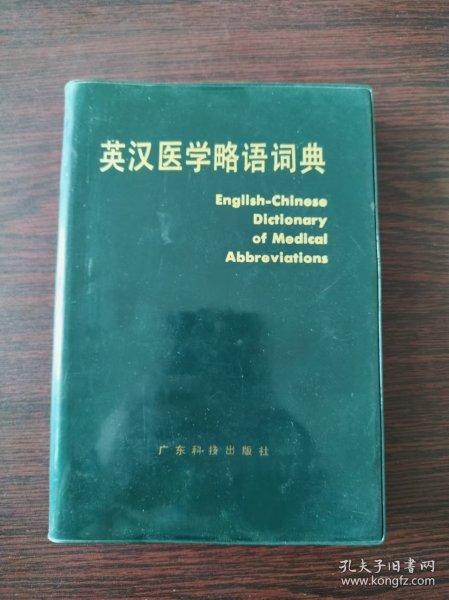 英汉医学略语词典
English-Chinese
Dictionary
of Medical
Abbreviations
广东科技出版社
孔夫子旧书网
www.kongfz.com